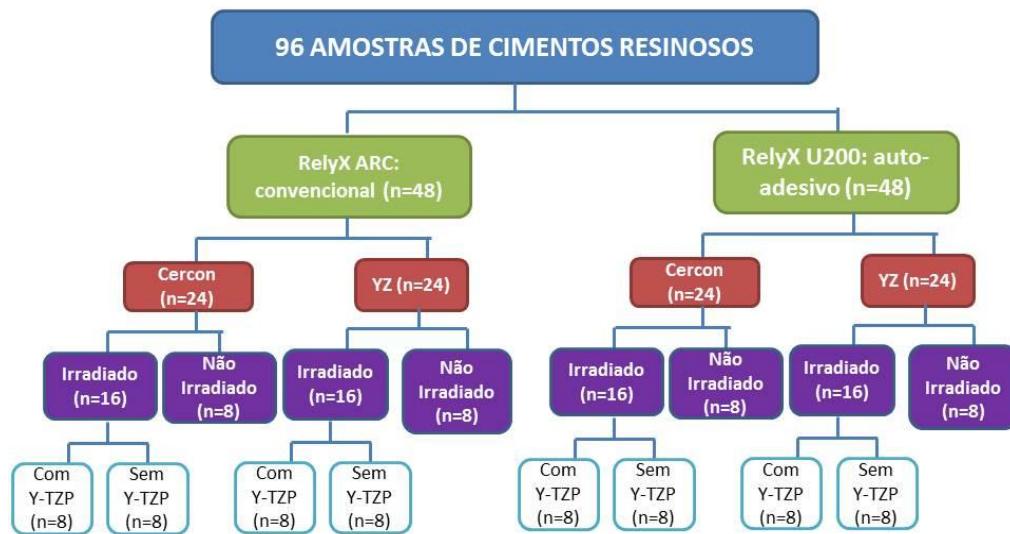 96 AMOSTRAS DE CIMENTOS RESINOSOS
RelyX ARC:
convencional (n=48)
RelyX U200: auto-
adesivo (n=48)
Cercon
(n=24)
YZ (n=24)
Cercon
(n=24)
YZ (n=24)
Irradiado
(n=16)
Não
Irradiado
(n=8)
Irradiado
(n=16)
Não
Irradiado
(n=8)
Irradiado
(n=16)
Não
Irradiado
(n=8)
Irradiado
(n=16)
Não
Irradiado
(n=8)
Com
Y-TZP
(n=8)
Sem
Y-TZP
(n=8)
Com
Y-TZP
(n=8)
Sem
Y-TZP
(n=8)
Com
Y-TZP
(n=8)
Sem
Y-TZP
(n=8)
Com
Y-TZP
(n=8)
Sem
Y-TZP
(n=8)